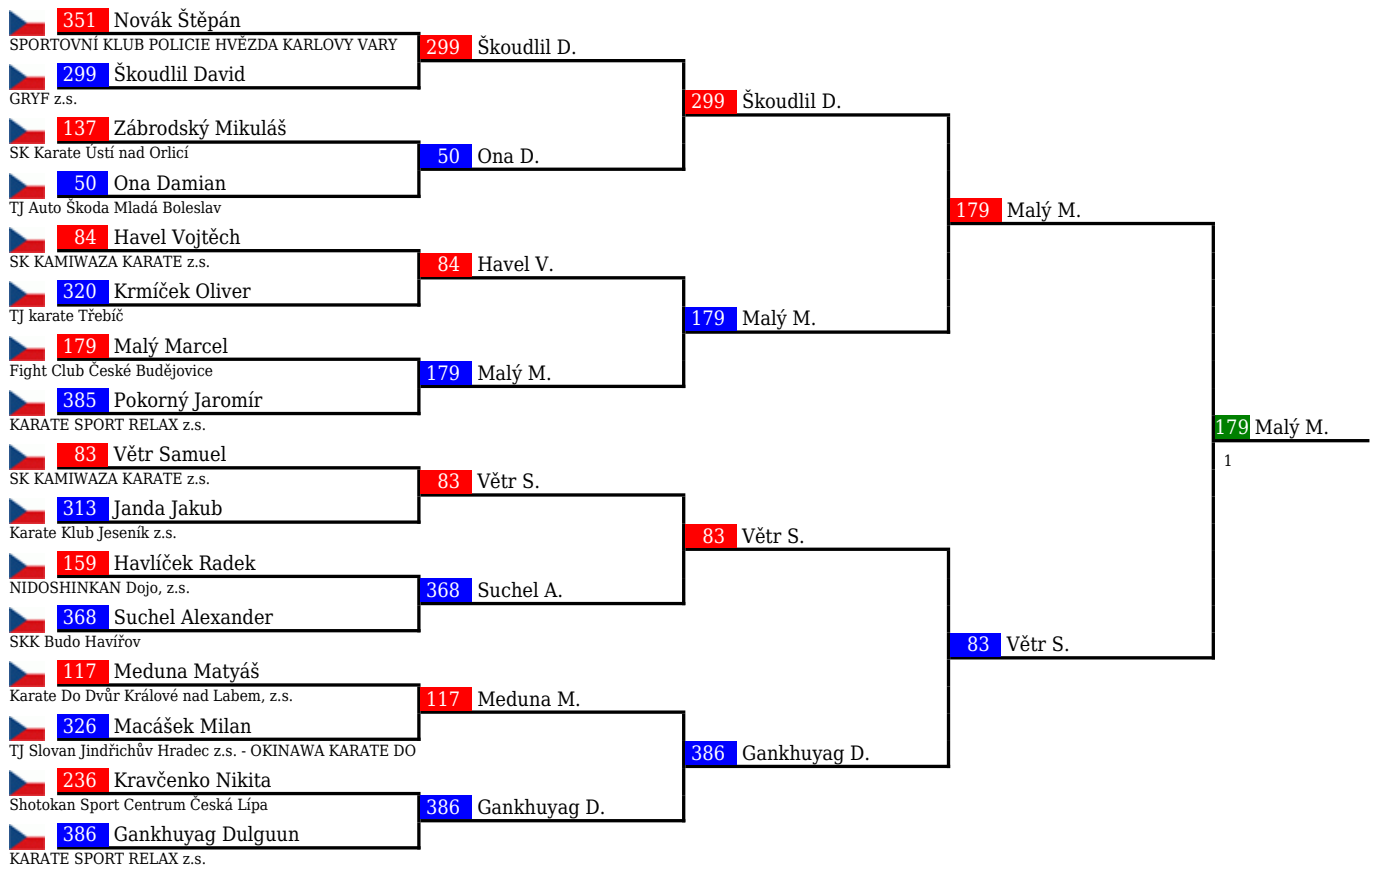 351 Novák Štěpán
SPORTOVNÍ KLUB POLICIE HVĚZDA KARLOVY VARY
299 Škoudlil D.
299 Škoudlil David
GRYF z.s.
299 Škoudlil D.
137 Zábrodský Mikuláš
SK Karate Ústí nad Orlicí
50 Ona D.
50 Ona Damian
TJ Auto Škoda Mladá Boleslav
179 Malý M.
84 Havel Vojtěch
SK KAMIWAZA KARATE z.s.
84 Havel V.
320 Krmíček Oliver
TJ karate Třebíč
179 Malý M.
179 Malý Marcel
Fight Club České Budějovice
179 Malý M.
385 Pokorný Jaromír
KARATE SPORT RELAX z.s.
179 Malý M.
1
83 Větr Samuel
SK KAMIWAZA KARATE z.s.
83 Větr S.
313 Janda Jakub
Karate Klub Jeseník z.s.
83 Větr S.
159 Havlíček Radek
NIDOSHINKAN Dojo, z.s.
368 Suchel A.
368 Suchel Alexander
SKK Budo Havířov
83 Větr S.
117 Meduna Matyáš
Karate Do Dvůr Králové nad Labem, z.s.
117 Meduna M.
326 Macášek Milan
TJ Slovan Jindřichův Hradec z.s. - OKINAWA KARATE DO
386 Gankhuyag D.
236 Kravčenko Nikita
Shotokan Sport Centrum Česká Lípa
386 Gankhuyag D.
386 Gankhuyag Dulguun
KARATE SPORT RELAX z.s.